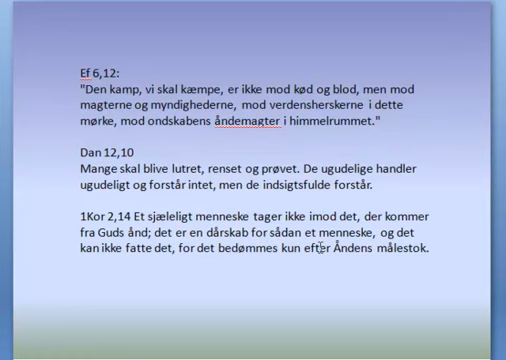 Ef 6,12:
"Den kamp, vi skal kæmpe, er ikke mod kød og blod, men mod
magterne og myndighederne, mod verdensherskerne i dette
mørke, mod ondskabens åndemagter i himmelrummet."
Dan 12,10
Mange skal blive lutret, renset og prøvet. De ugudelige handler
ugudeligt og forstår intet, men de indsigtsfulde forstår.
1Kor 2,14 Et sjæleligt menneske tager ikke imod det, der kommer
fra Guds ånd; det er en dårskab for sådan et menneske, og det
kan ikke fatte det, for det bedømmes kun efter Åndens målestok.